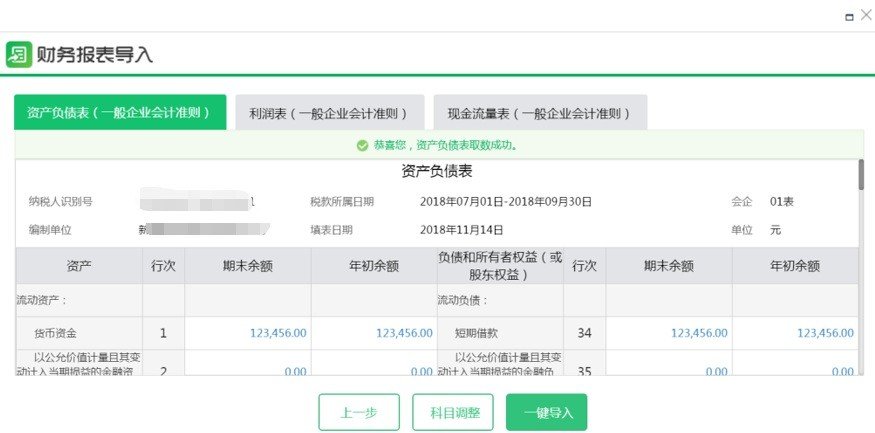 财务报表导入
资产负债表（一般企业会计准则） 利润表（一般企业会计准则） 现金流量表（一般企业会计准则）
恭喜您，资产负债表取数成功。
资产负债表
纳税人识别号 税款所属日期 2018年07月01日-2018年09月30日 会企 01表
编制单位 新 填表日期 2018年11月14日 单位 元
资产 行次 期末余额 年初余额 负债和所有者权益（或股东权益） 行次 期末余额 年初余额
流动资产： 流动负债：
货币资金 1 123,456.00 123,456.00 短期借款 34 123,456.00 123,456.00
以公允价值计量且其变动计入当期损益的金融资 2 0.00 0.00 以公允价值计量且其变动计入当期损益的金融负 35 0.00 0.00
上一步 科目调整 一键导入